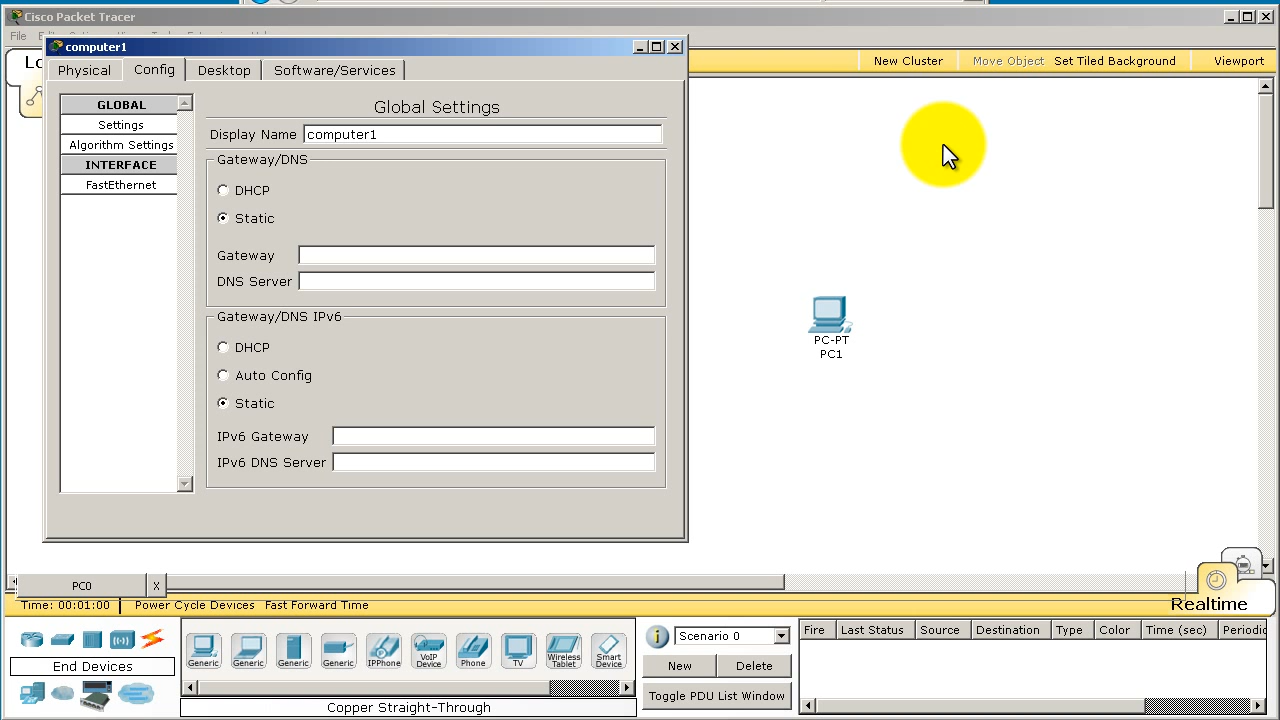 Cisco Packet Tracer
File
computer1
Physical
Config
Desktop
Software/Services
New Cluster
Move Object
Set Tiled Background
Viewport
GLOBAL
Settings
Algorithm Settings
INTERFACE
FastEthernet
Global Settings
Display Name computer1
Gateway/DNS
DHCP
Static
Gateway
DNS Server
Gateway/DNS IPv6
DHCP
Auto Config
Static
IPv6 Gateway
IPv6 DNS Server
PC-PT
PC1
PC0 X
Time: 00:01:00
Power Cycle Devices Fast Forward Time
Realtime
End Devices
Generic
Generic
Generic
Generic
IPPhone
VoIP
Device
Phone
TV
Wireless
Tablet
Smart
Device
Copper Straight-Through
Scenario 0
New
Delete
Toggle PDU List Window
Fire
Last Status
Source
Destination
Type
Color
Time (sec)
Periodi